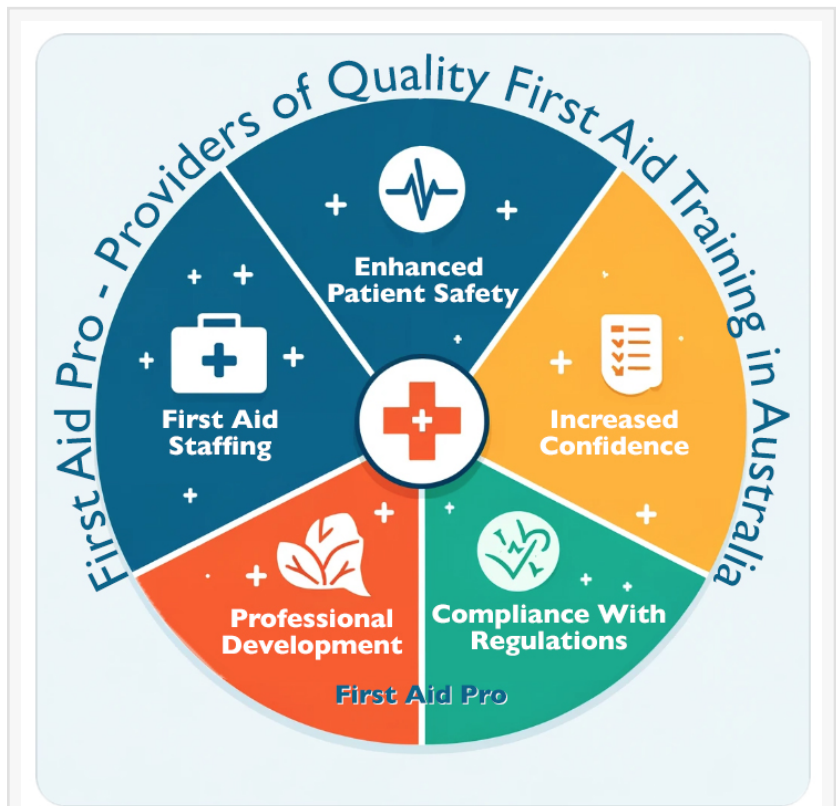 First Aid Pro - Providers of Quality First Aid Training in Australia
Enhanced
Patient Safety
First Aid
Staffing
Increased
Confidence
Professional
Development
Compliance With
Regulations
First Aid Pro